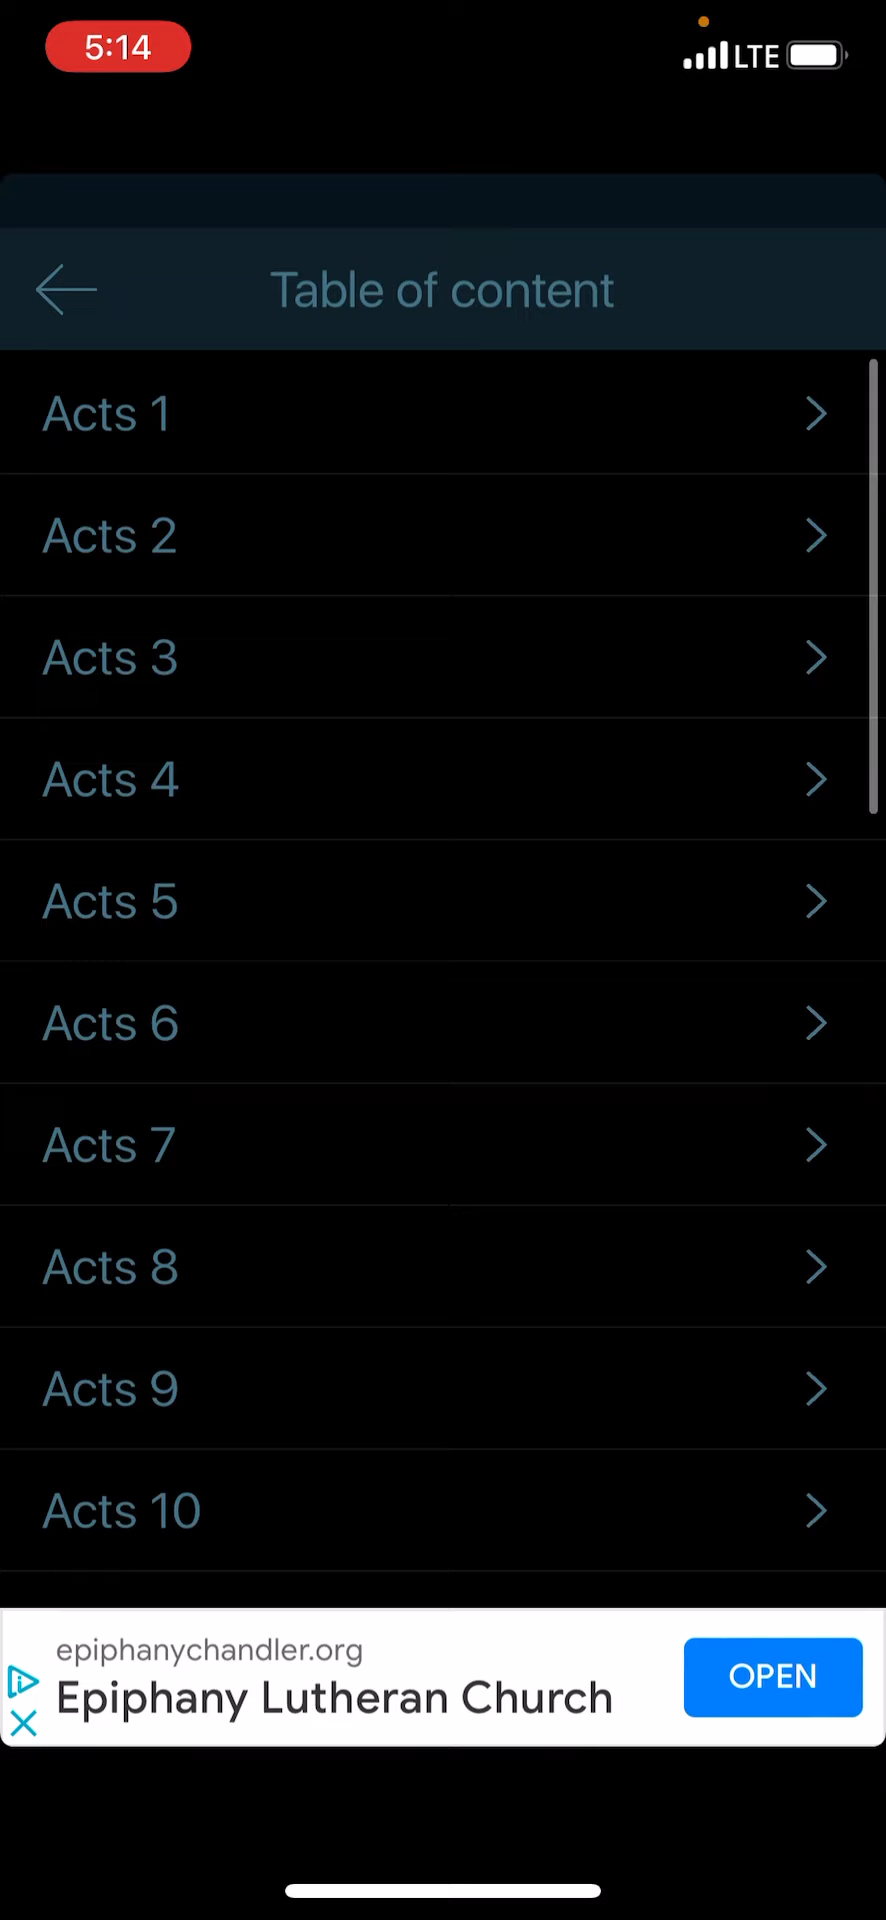 5:14
LTE
Table of content
Acts 1
Acts 2
Acts 3
Acts 4
Acts 5
Acts 6
Acts 7
Acts 8
Acts 9
Acts 10
epiphanychandler.org
Epiphany Lutheran Church
OPEN